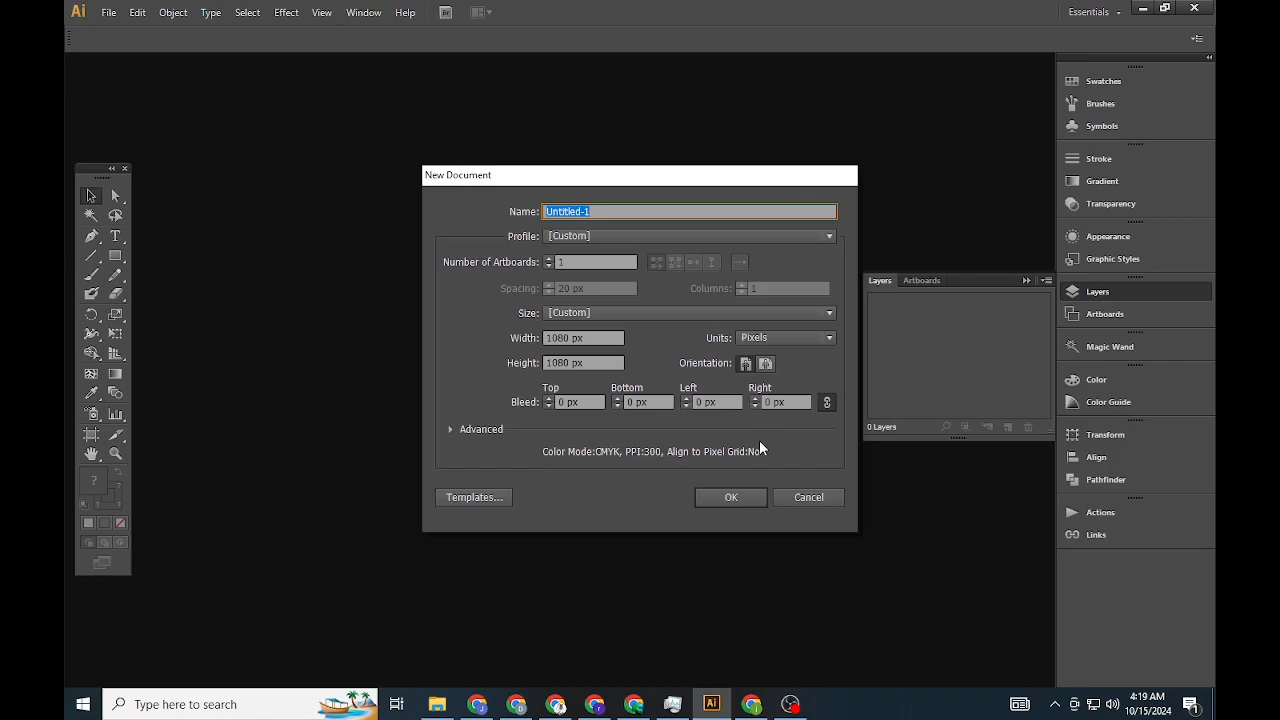 Ai File Edit Object Type Select Effect View Window Help Br Essentials
Swatches
Brushes
Symbols
Stroke
Gradient
Transparency
Appearance
Graphic Styles
Layers
Artboards
Magic Wand
Color
Color Guide
Transform
Align
Pathfinder
Actions
Links
New Document
Name: Untitled-1
Profile: [Custom]
Number of Artboards: 1
Spacing: 20 px Columns: 1
Size: [Custom]
Width: 1080 px Units: Pixels
Height: 1080 px Orientation:
Top Bottom Left Right
Bleed: 0 px 0 px 0 px 0 px
Advanced
Color Mode:CMYK, PPI:300, Align to Pixel Grid:No
Templates... OK Cancel
Layers Artboards
0 Layers
?
Type here to search
Ai
4:19 AM
10/15/2024